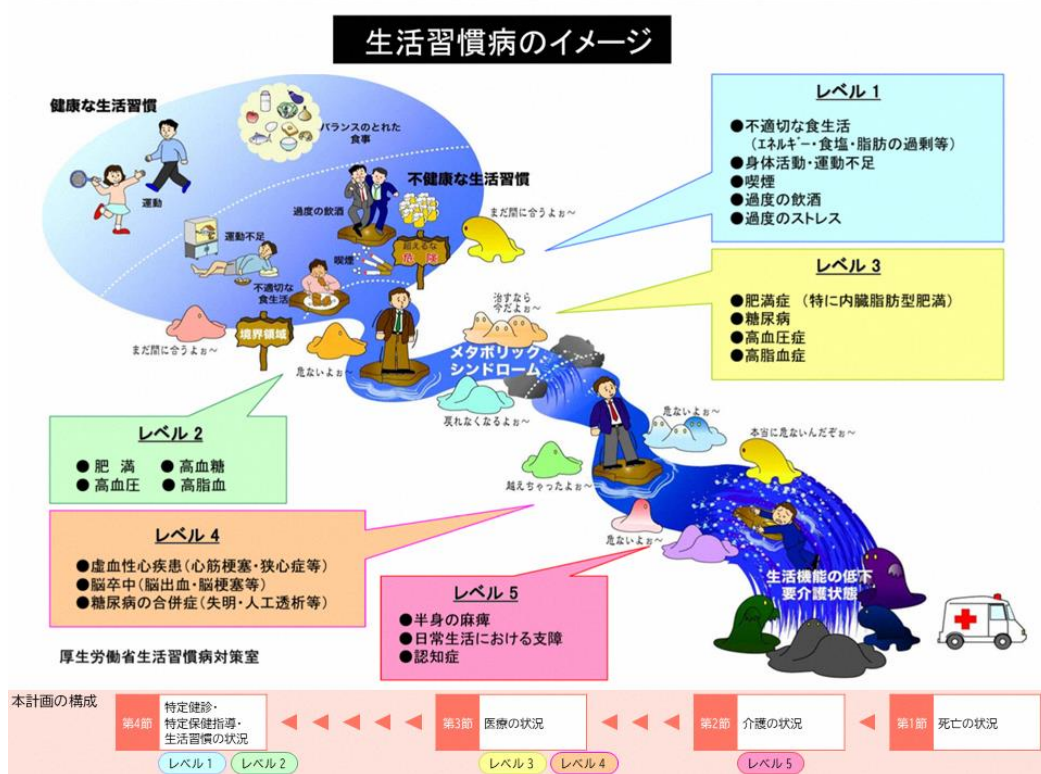 生活習慣病のイメージ
健康な生活習慣
バランスのとれた
食事
運動
不健康な生活習慣
過度の飲酒
まだ間に合うよぉ～
運動不足
喫煙
超えるな
危険
不適切な
食生活
境界領域
まだ間に合うよぉ～
危ないよぉ～
治すなら
今だよぉ～
メタボリック
シンドローム
戻れなくなるよぉ～
危ないよぉ～
本当に危ないんだぞぉ～
越えちゃったよぉ～
危ないよぉ～
生活機能の低下
要介護状態
レベル 1
●不適切な食生活
（エネルギー・食塩・脂肪の過剰等）
●身体活動・運動不足
●喫煙
●過度の飲酒
●過度のストレス
レベル 3
●肥満症 （特に内臓脂肪型肥満）
●糖尿病
●高血圧症
●高脂血症
レベル 2
●肥 満 ●高血糖
●高血圧 ●高脂血
レベル 4
●虚血性心疾患（心筋梗塞・狭心症等）
●脳卒中（脳出血・脳梗塞等）
●糖尿病の合併症（失明・人工透析等）
レベル 5
●半身の麻痺
●日常生活における支障
●認知症
厚生労働省生活習慣病対策室
本計画の構成
第4節 特定健診・
特定保健指導・
生活習慣の状況
レベル 1 レベル 2
第3節 医療の状況
レベル 3 レベル 4
第2節 介護の状況
レベル 5
第1節 死亡の状況